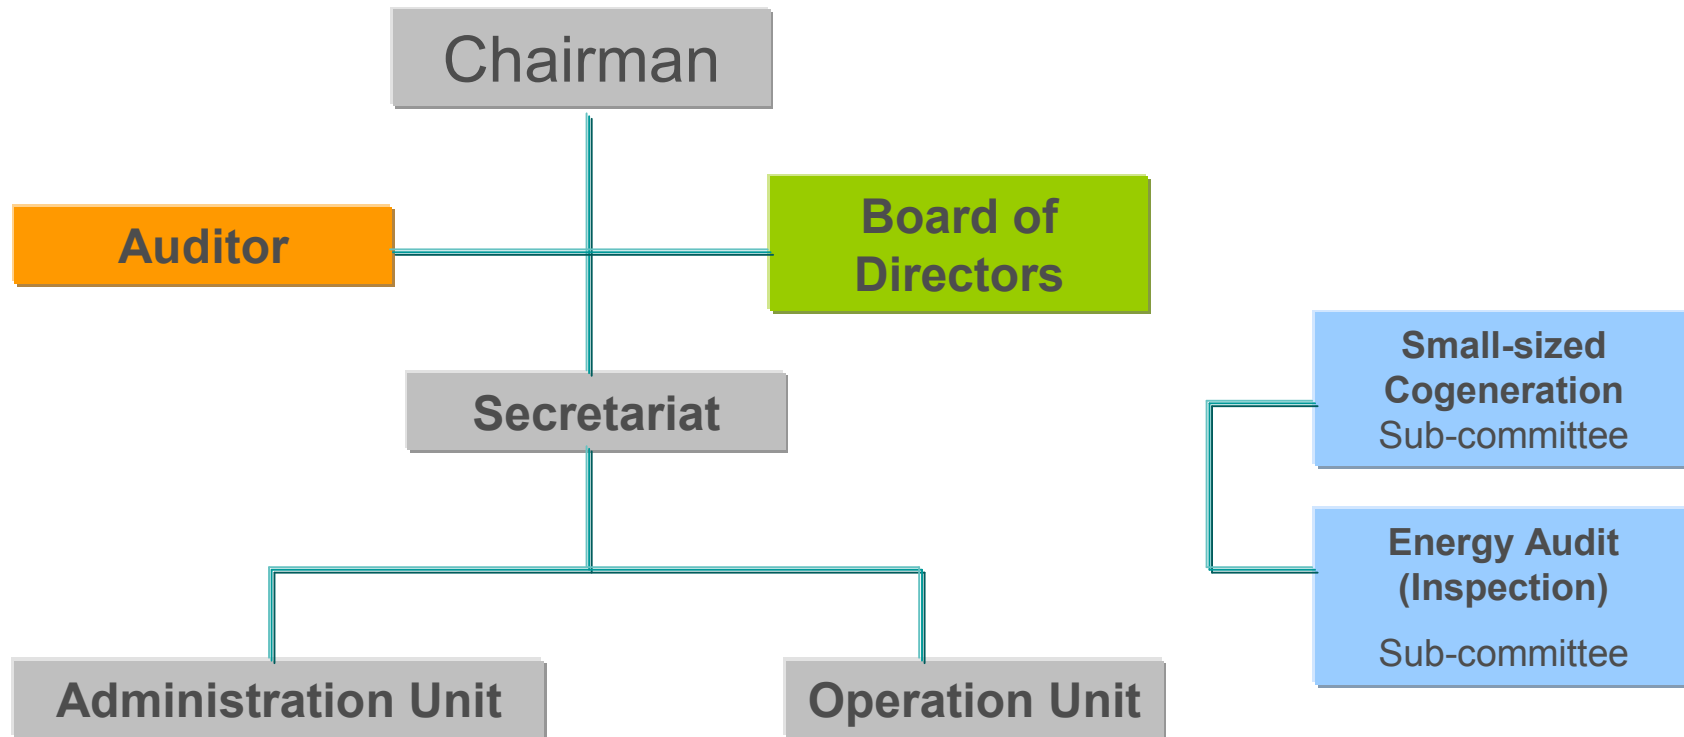 Chairman
Auditor
Board of
Directors
Secretariat
Small-sized
Cogeneration
Sub-committee
Energy Audit
(Inspection)
Sub-committee
Administration Unit
Operation Unit